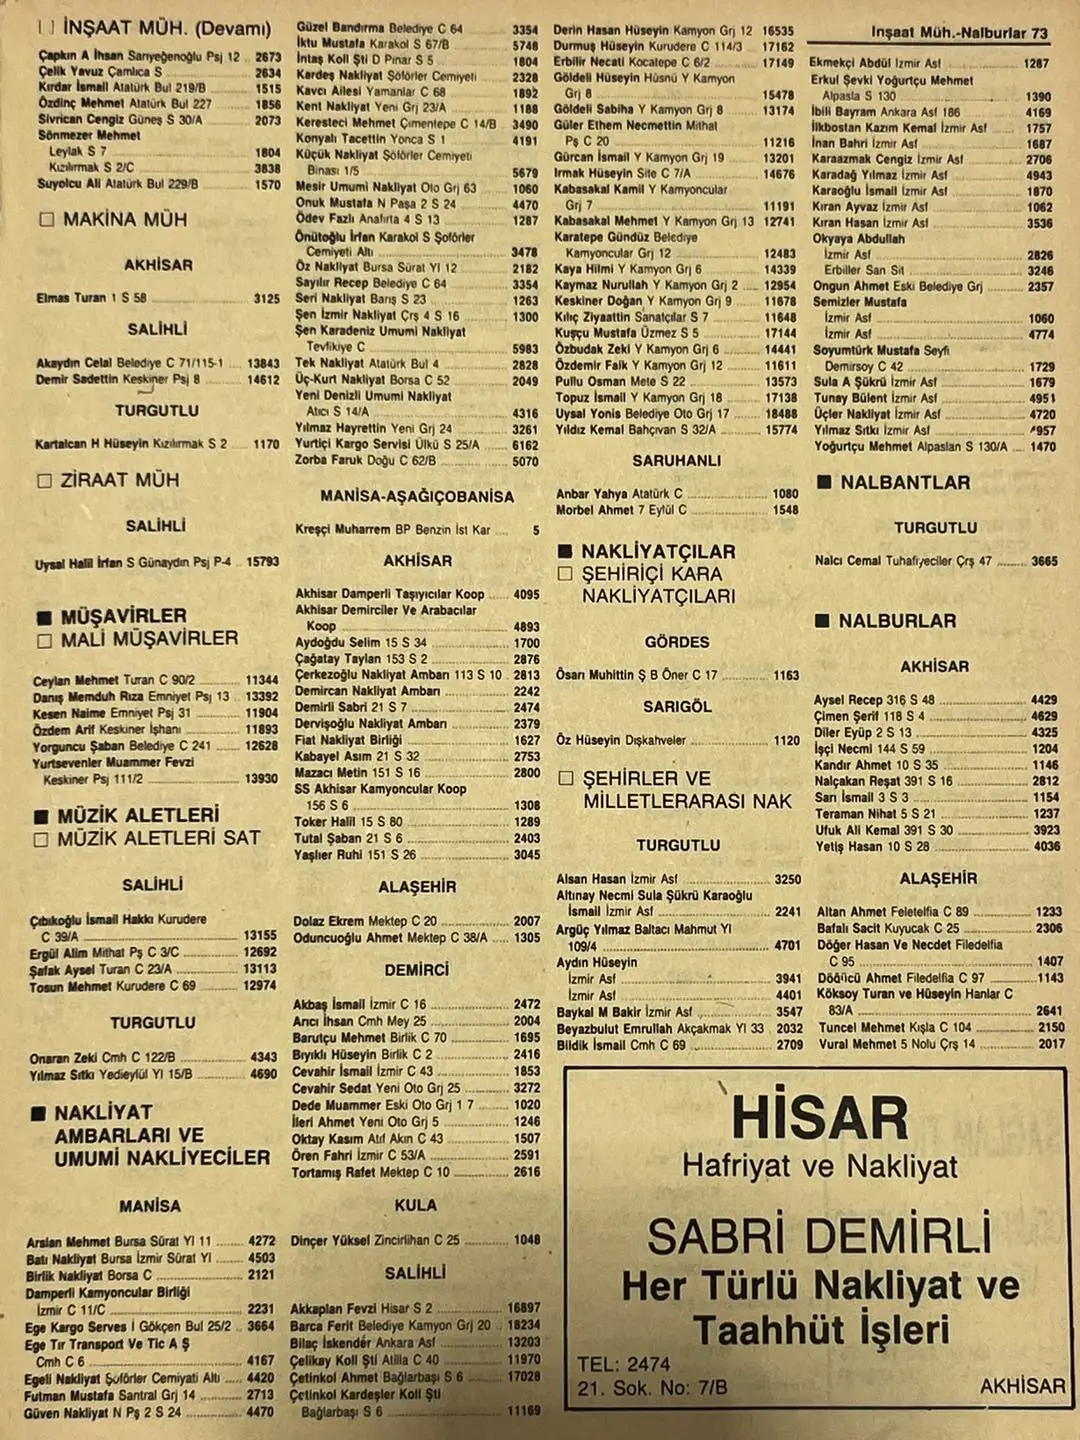 İNŞAAT MÜH. (Devamı)
Çapkın A İhsan Sarıyeğenoğlu Psj 12 .. 2673
Çelik Yavuz Çamlıca S .......... 2634
Kırdar İsmail Atatürk Bul 219/B .......... 1515
Özdinç Mehmet Atatürk Bul 227 .......... 1856
Sivrican Cengiz Güneş S 30/A .......... 2073
Sönmezer Mehmet
Leylak S 7 .......... 1804
Kızılırmak S 2/C .......... 3838
Suyolcu Ali Atatürk Bul 229/B .......... 1570
□ MAKİNA MÜH
AKHİSAR
Elmas Turan 1 S 58 .......... 3125
SALİHLİ
Akaydın Celal Belediye C 71/115-1 .. 13843
Demir Sadettin Keskiner Psj 8 .......... 14612
TURGUTLU
Kartalcan H Hüseyin Kızılırmak S 2 .... 1170
□ ZİRAAT MÜH
SALİHLİ
Uysal Halil İrfan S Günaydın Psj P-4 .. 15793
■ MÜŞAVİRLER
□ MALİ MÜŞAVİRLER
Ceylan Mehmet Turan C 90/2 .......... 11344
Danış Memduh Rıza Emniyet Psj 13 .. 13392
Kesen Naime Emniyet Psj 31 .......... 11904
Özdem Arif Keskiner İşhanı .......... 11893
Yorguncu Şaban Belediye C 241 .......... 12628
Yurtsevenler Muammer Fevzi
Keskiner Psj 111/2 .......... 13930
■ MÜZİK ALETLERİ
□ MÜZİK ALETLERİ SAT
SALİHLİ
Çıbıkoğlu İsmail Hakkı Kurudere
C 39/A .......... 13155
Ergül Alim Mithat Pş C 3/C .......... 12692
Şafak Aysel Turan C 23/A .......... 13113
Tosun Mehmet Kurudere C 69 .......... 12974
TURGUTLU
Onaran Zeki Cmh C 122/B .......... 4343
Yılmaz Sıtkı Yedieylül Yl 15/B .......... 4690
■ NAKLİYAT
AMBARLARI VE
UMUMİ NAKLİYECİLER
MANİSA
Arslan Mehmet Bursa Sürat Yl 11 .......... 4272
Batı Nakliyat Bursa İzmir Sürat Yl .......... 4503
Birlik Nakliyat Borsa C .......... 2121
Damperli Kamyoncular Birliği
İzmir C 11/C .......... 2231
Ege Kargo Serves İ Gökçen Bul 25/2 .. 3664
Ege Tır Transport Ve Tic A Ş
Cmh C 6 .......... 4167
Egeli Nakliyat Şoförler Cemiyati Altı .... 4420
Futman Mustafa Santral Grj 14 .......... 2713
Güven Nakliyat N Pş 2 S 24 .......... 4470
Güzel Bandırma Belediye C 64 .......... 3354
İktu Mustafa Karakol S 67/B .......... 5748
İntaş Koll Şti D Pınar S 5 .......... 1804
Kardeş Nakliyat Şöförler Cemiyeti .......... 2328
Kavcı Ailesi Yamanlar C 68 .......... 1892
Kent Nakliyat Yeni Grj 23/A .......... 1188
Keresteci Mehmet Çimentepe C 14/B .. 3490
Konyalı Tacettin Yonca S 1 .......... 4191
Küçük Nakliyat Şöförler Cemiyeti
Binası 1/5 .......... 5679
Mesir Umumi Nakliyat Oto Grj 63 .......... 1060
Onuk Mustafa N Paşa 2 S 24 .......... 4470
Ödev Fazlı Anafırta 4 S 13 .......... 1287
Önütoğlu İrfan Karakol S Şoförler
Cemiyeti Altı .......... 3478
Öz Nakliyat Bursa Sürat Yl 12 .......... 2182
Sayılır Recep Belediye C 64 .......... 3354
Seri Nakliyat Barış S 23 .......... 1263
Şen İzmir Nakliyat Çrş 4 S 16 .......... 1300
Şen Karadeniz Umumi Nakliyat
Tevfikiye C .......... 5983
Tek Nakliyat Atatürk Bul 4 .......... 2828
Üç-Kurt Nakliyat Borsa C 52 .......... 2049
Yeni Denizli Umumi Nakliyat
Atıcı S 14/A .......... 4316
Yılmaz Hayrettin Yeni Grj 24 .......... 3261
Yurtiçi Kargo Servisi Ülkü S 25/A .......... 6162
Zorba Faruk Doğu C 62/B .......... 5070
MANİSA-AŞAĞIÇOBANİSA
Kreşçi Muharrem BP Benzin İst Kar .... 5
AKHİSAR
Akhisar Damperli Taşıyıcılar Koop .......... 4095
Akhisar Demirciler Ve Arabacılar
Koop .......... 4893
Aydoğdu Selim 15 S 34 .......... 1700
Çağatay Taylan 153 S 2 .......... 2876
Çerkezoğlu Nakliyat Ambarı 113 S 10 . 2813
Demircan Nakliyat Ambarı .......... 2242
Demirli Sabri 21 S 7 .......... 2474
Dervişoğlu Nakliyat Ambarı .......... 2379
Fiat Nakliyat Birliği .......... 1627
Kabayel Asım 21 S 32 .......... 2753
Mazacı Metin 151 S 16 .......... 2800
SS Akhisar Kamyoncular Koop
156 S 6 .......... 1308
Toker Halil 15 S 80 .......... 1289
Tutal Şaban 21 S 6 .......... 2403
Yaşlıer Ruhi 151 S 26 .......... 3045
ALAŞEHİR
Dolaz Ekrem Mektep C 20 .......... 2007
Oduncuoğlu Ahmet Mektep C 38/A .... 1305
DEMİRCİ
Akbaş İsmail İzmir C 16 .......... 2472
Arıcı İhsan Cmh Mey 25 .......... 2004
Barutçu Mehmet Birlik C 70 .......... 1695
Bıyıklı Hüseyin Birlik C 2 .......... 2416
Cevahir İsmail İzmir C 43 .......... 1853
Cevahir Sedat Yeni Oto Grj 25 .......... 3272
Dede Muammer Eski Oto Grj 1 7 .......... 1020
İleri Ahmet Yeni Oto Grj 5 .......... 1246
Oktay Kasım Atıf Akın C 43 .......... 1507
Ören Fahri İzmir C 53/A .......... 2591
Tortamış Rafet Mektep C 10 .......... 2616
KULA
Dinçer Yüksel Zincirlihan C 25 .......... 1048
SALİHLİ
Akkaplan Fevzi Hisar S 2 .......... 16897
Barca Ferit Belediye Kamyon Grj 20 .. 18234
Bilaç İskender Ankara Asf .......... 13203
Çelikay Koll Şti Atilla C 40 .......... 11970
Çetinkol Ahmet Bağlarbaşı S 6 .......... 17028
Çetinkol Kardeşler Koll Şti
Bağlarbaşı S 6 .......... 11169
Derin Hasan Hüseyin Kamyon Grj 12 16535
Durmuş Hüseyin Kurudere C 114/3 .. 17162
Erbilir Necati Kocatepe C 6/2 .......... 17149
Göldeli Hüseyin Hüsnü Y Kamyon
Grj 8 .......... 15478
Göldeli Sabiha Y Kamyon Grj 8 .......... 13174
Güler Ethem Necmettin Mithat
Pş C 20 .......... 11216
Gürcan İsmail Y Kamyon Grj 19 .......... 13201
Irmak Hüseyin Site C 7/A .......... 14676
Kabasakal Kamil Y Kamyoncular
Grj 7 .......... 11191
Kabasakal Mehmet Y Kamyon Grj 13 12741
Karatepe Gündüz Belediye
Kamyoncular Grj 12 .......... 12483
Kaya Hilmi Y Kamyon Grj 6 .......... 14339
Kaymaz Nurullah Y Kamyon Grj 2 .... 12954
Keskiner Doğan Y Kamyon Grj 9 .......... 11678
Kılıç Ziyaattin Sanatçılar S 7 .......... 11648
Kuşçu Mustafa Üzmez S 5 .......... 17144
Özbudak Zeki Y Kamyon Grj 6 .......... 14441
Özdemir Faik Y Kamyon Grj 12 .......... 11611
Pullu Osman Mete S 22 .......... 13573
Topuz İsmail Y Kamyon Grj 18 .......... 17138
Uysal Yonis Belediye Oto Grj 17 .......... 18488
Yıldız Kemal Bahçıvan S 32/A .......... 15774
SARUHANLI
Anbar Yahya Atatürk C .......... 1080
Morbel Ahmet 7 Eylül C .......... 1548
■ NAKLİYATÇILAR
□ ŞEHİRİÇİ KARA
NAKLİYATÇILARI
GÖRDES
Ösarı Muhittin Ş B Öner C 17 .......... 1163
SARIGÖL
Öz Hüseyin Dışkahveler .......... 1120
□ ŞEHİRLER VE
MİLLETLERARASI NAK
TURGUTLU
Alsan Hasan İzmir Asf .......... 3250
Altınay Necmi Sula Şükrü Karaoğlu
İsmail İzmir Asf .......... 2241
Argüç Yılmaz Baltacı Mahmut Yl
109/4 .......... 4701
Aydın Hüseyin
İzmir Asf .......... 3941
İzmir Asf .......... 4401
Baykal M Bakir İzmir Asf .......... 3547
Beyazbulut Emrullah Akçakmak Yl 33 . 2032
Bildik İsmail Cmh C 69 .......... 2709
İnşaat Müh.-Nalburlar 73
Ekmekçi Abdül İzmir Asf .......... 1287
Erkul Şevki Yoğurtçu Mehmet
Alpasla S 130 .......... 1390
İbili Bayram Ankara Asf 186 .......... 4169
İlkbostan Kazım Kemal İzmir Asf .......... 1757
İnan Bahri İzmir Asf .......... 1687
Karaazmak Cengiz İzmir Asf .......... 2706
Karadağ Yılmaz İzmir Asf .......... 4943
Karaoğlu İsmail İzmir Asf .......... 1870
Kıran Ayvaz İzmir Asf .......... 1062
Kıran Hasan İzmir Asf .......... 3536
Okyaya Abdullah
İzmir Asf .......... 2826
Erbiller San Sit .......... 3246
Ongun Ahmet Eski Belediye Grj .......... 2357
Semizler Mustafa
İzmir Asf .......... 1060
İzmir Asf .......... 4774
Soyumtürk Mustafa Seyfi
Demirsoy C 42 .......... 1729
Sula A Şükrü İzmir Asf .......... 1679
Tunay Bülent İzmir Asf .......... 4951
Üçler Nakliyat İzmir Asf .......... 4720
Yılmaz Sıtkı İzmir Asf .......... 957
Yoğurtçu Mehmet Alpaslan S 130/A .... 1470
■ NALBANTLAR
TURGUTLU
Nalcı Cemal Tuhafiyeciler Çrş 47 ........ 3665
■ NALBURLAR
AKHİSAR
Aysel Recep 316 S 48 .......... 4429
Çimen Şerif 118 S 4 .......... 4629
Diler Eyüp 2 S 13 .......... 4325
İşçi Necmi 144 S 59 .......... 1204
Kandır Ahmet 10 S 35 .......... 1146
Nalçakan Reşat 391 S 16 .......... 2812
Sarı İsmail 3 S 3 .......... 1154
Teraman Nihat 5 S 21 .......... 1237
Ufuk Ali Kemal 391 S 30 .......... 3923
Yetiş Hasan 10 S 28 .......... 4036
ALAŞEHİR
Altan Ahmet Feletelfia C 89 .......... 1233
Bafalı Sacit Kuyucak C 25 .......... 2306
Döğer Hasan Ve Necdet Filedelfia
C 95 .......... 1407
Döğücü Ahmet Filedelfia C 97 .......... 1143
Köksoy Turan ve Hüseyin Hanlar C
83/A .......... 2641
Tuncel Mehmet Kışla C 104 .......... 2150
Vural Mehmet 5 Nolu Çrş 14 .......... 2017
HİSAR
Hafriyat ve Nakliyat
SABRİ DEMİRLİ
Her Türlü Nakliyat ve
Taahhüt İşleri
TEL: 2474
21. Sok. No: 7/B
AKHİSAR